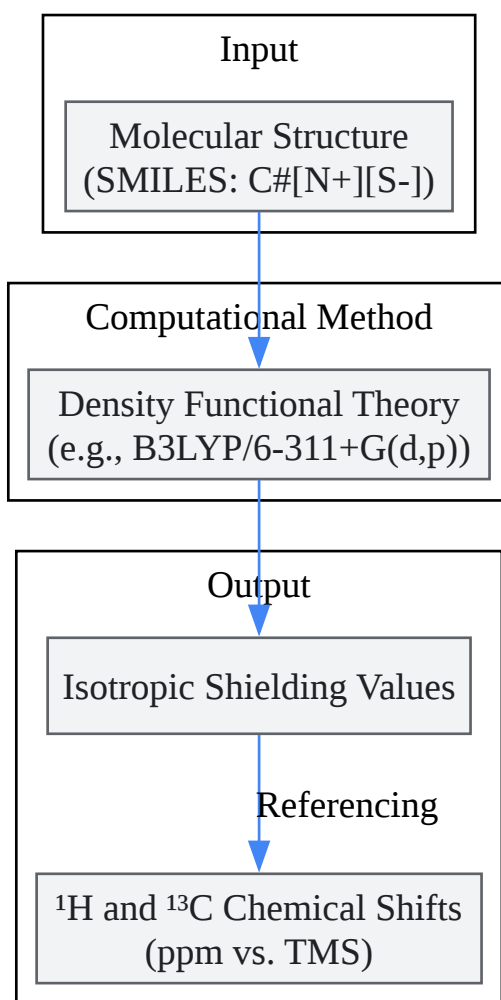 Input
Molecular Structure
(SMILES: C#[N+][S-])
Computational Method
Density Functional Theory
(e.g., B3LYP/6-311+G(d,p))
Output
Isotropic Shielding Values
Referencing
¹H and ¹³C Chemical Shifts
(ppm vs. TMS)